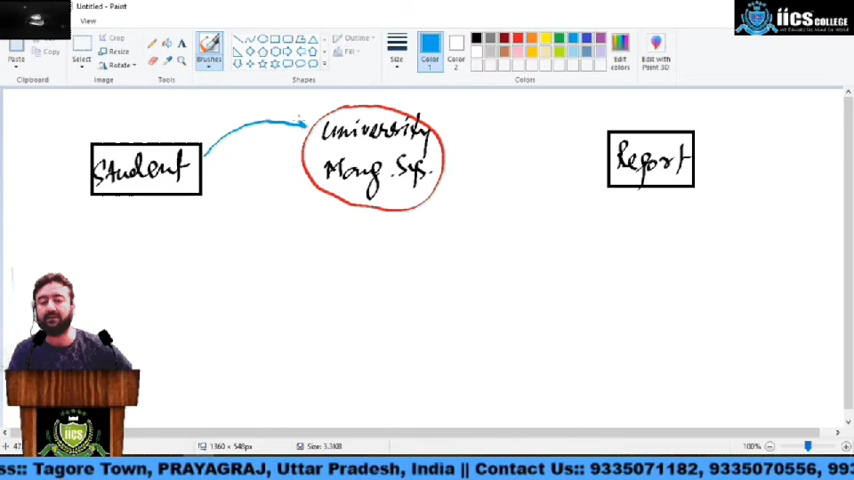 Untitled - Paint
View
iics COLLEGE
Paste
Copy
Clipboard
Select
Crop
Resize
Rotate
Image
Tools
Brushes
Outline
Fill
Shapes
Size
Color 1
Color 2
Colors
Edit colors
Edit with Paint 3D
Student
University
Mang. Sys.
Report
iics
1360 × 548px
Size: 3.3KB
100%
ss:: Tagore Town, PRAYAGRAJ, Uttar Pradesh, India || Contact Us:: 9335071182, 9335070556, 993